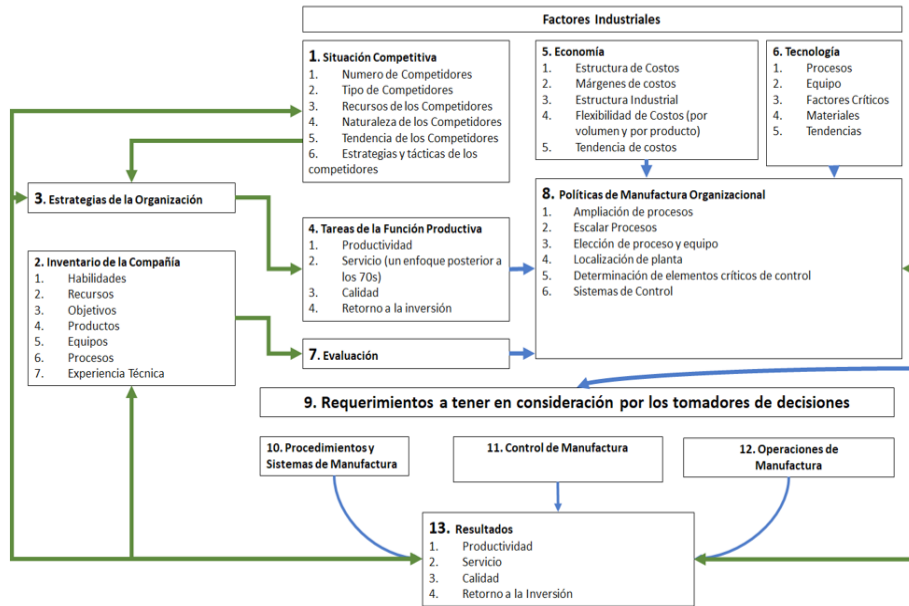 Factores Industriales
1. Situación Competitiva
1. Numero de Competidores
2. Tipo de Competidores
3. Recursos de los Competidores
4. Naturaleza de los Competidores
5. Tendencia de los Competidores
6. Estrategias y tácticas de los
competidores
5. Economía
1. Estructura de Costos
2. Márgenes de costos
3. Estructura Industrial
4. Flexibilidad de Costos (por
volumen y por producto)
5. Tendencia de costos
6. Tecnología
1. Procesos
2. Equipo
3. Factores Críticos
4. Materiales
5. Tendencias
3. Estrategias de la Organización
2. Inventario de la Compañía
1. Habilidades
2. Recursos
3. Objetivos
4. Productos
5. Equipos
6. Procesos
7. Experiencia Técnica
4. Tareas de la Función Productiva
1. Productividad
2. Servicio (un enfoque posterior a
los 70s)
3. Calidad
4. Retorno a la inversión
7. Evaluación
8. Políticas de Manufactura Organizacional
1. Ampliación de procesos
2. Escalar Procesos
3. Elección de proceso y equipo
4. Localización de planta
5. Determinación de elementos críticos de control
6. Sistemas de Control
9. Requerimientos a tener en consideración por los tomadores de decisiones
10. Procedimientos y
Sistemas de Manufactura
11. Control de Manufactura
12. Operaciones de
Manufactura
13. Resultados
1. Productividad
2. Servicio
3. Calidad
4. Retorno a la Inversión